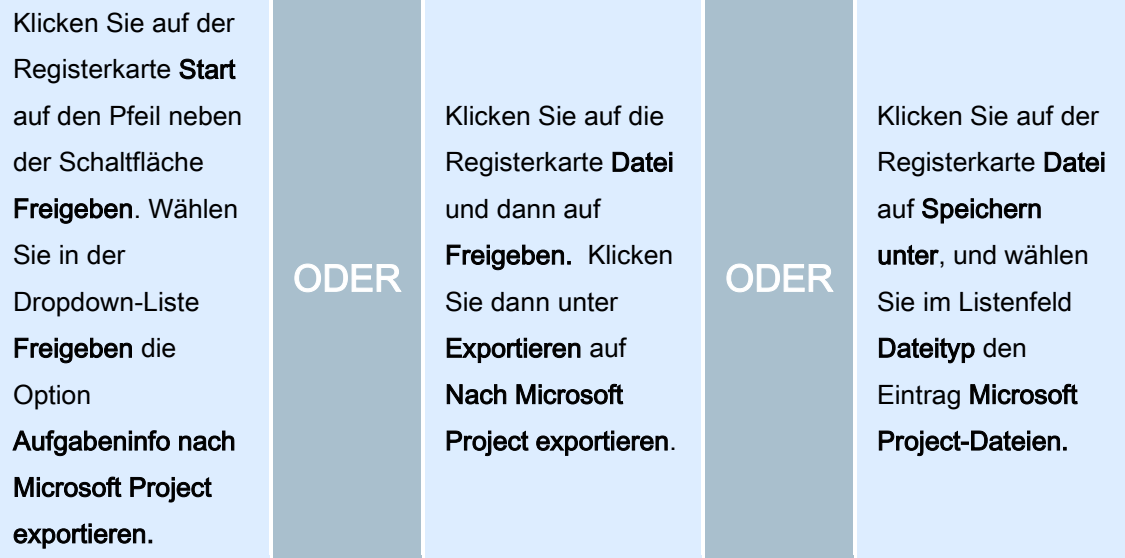 Klicken Sie auf der
Registerkarte Start
auf den Pfeil neben
der Schaltfläche
Freigeben. Wählen
Sie in der
Dropdown-Liste
Freigeben die
Option
Aufgabeninfo nach
Microsoft Project
exportieren.
ODER
Klicken Sie auf die
Registerkarte Datei
und dann auf
Freigeben.  Klicken
Sie dann unter
Exportieren auf
Nach Microsoft
Project exportieren.
ODER
Klicken Sie auf der
Registerkarte Datei
auf Speichern
unter, und wählen
Sie im Listenfeld
Dateityp den
Eintrag Microsoft
Project-Dateien.